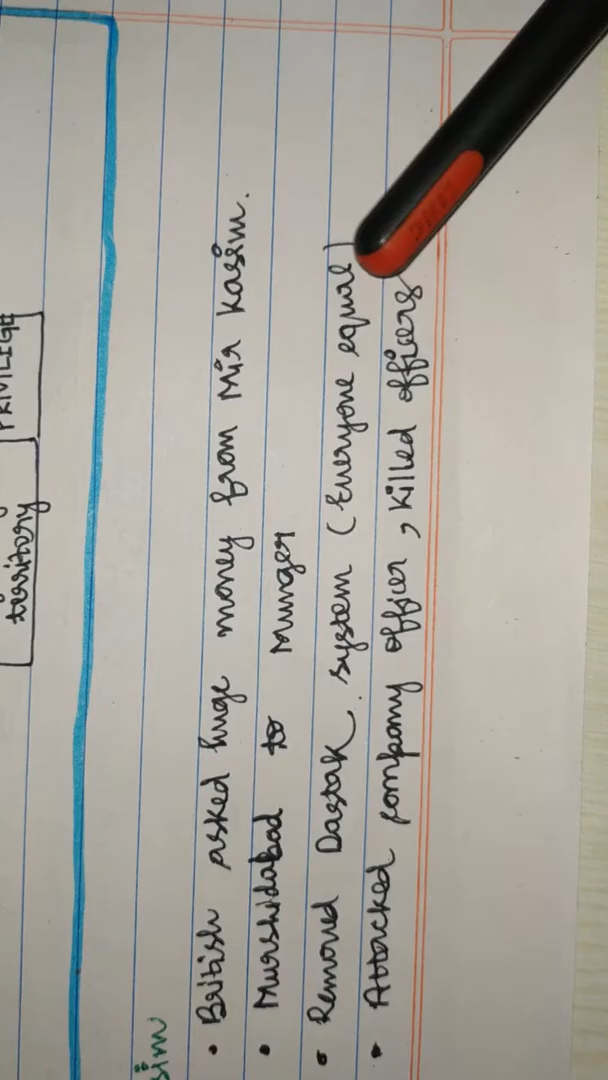 territory
PRIVILIGE
sim
• British asked huge money from Mir Kasim.
• Murshidabad to Munger
• Removed Dastak system (Everyone equal)
• Attacked company officer, killed officers